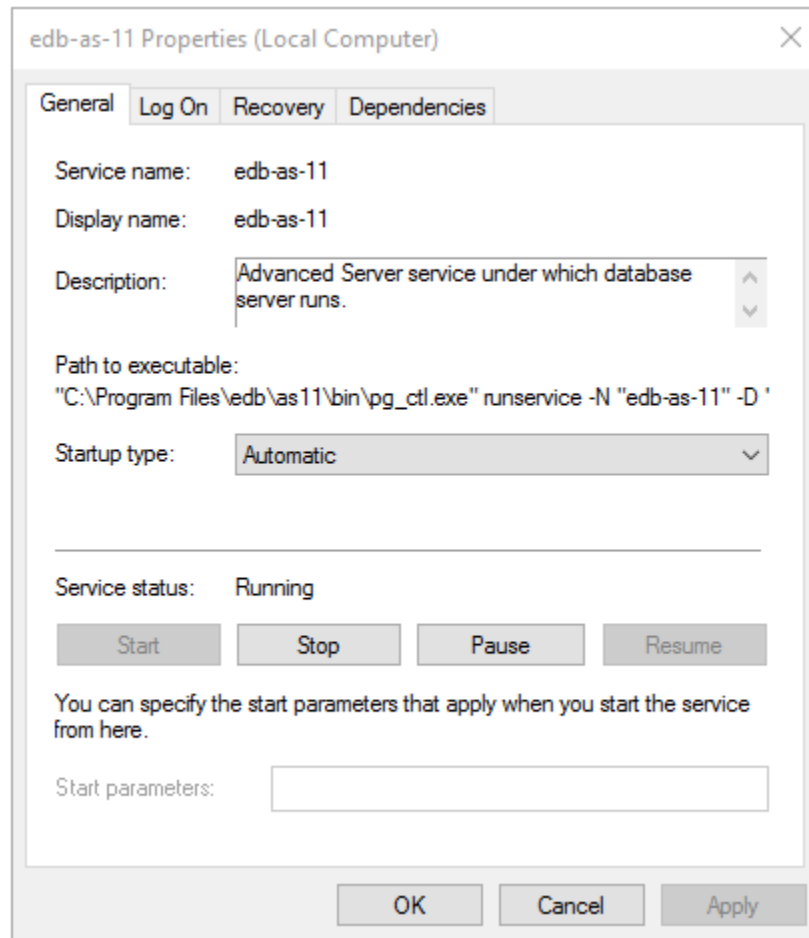 edb-as-11 Properties (Local Computer)
General Log On Recovery Dependencies
Service name: edb-as-11
Display name: edb-as-11
Description: Advanced Server service under which database
server runs.
Path to executable:
"C:\Program Files\edb\as11\bin\pg_ctl.exe" runservice -N "edb-as-11" -D '
Startup type: Automatic
Service status: Running
Start Stop Pause Resume
You can specify the start parameters that apply when you start the service
from here.
Start parameters:
OK Cancel Apply